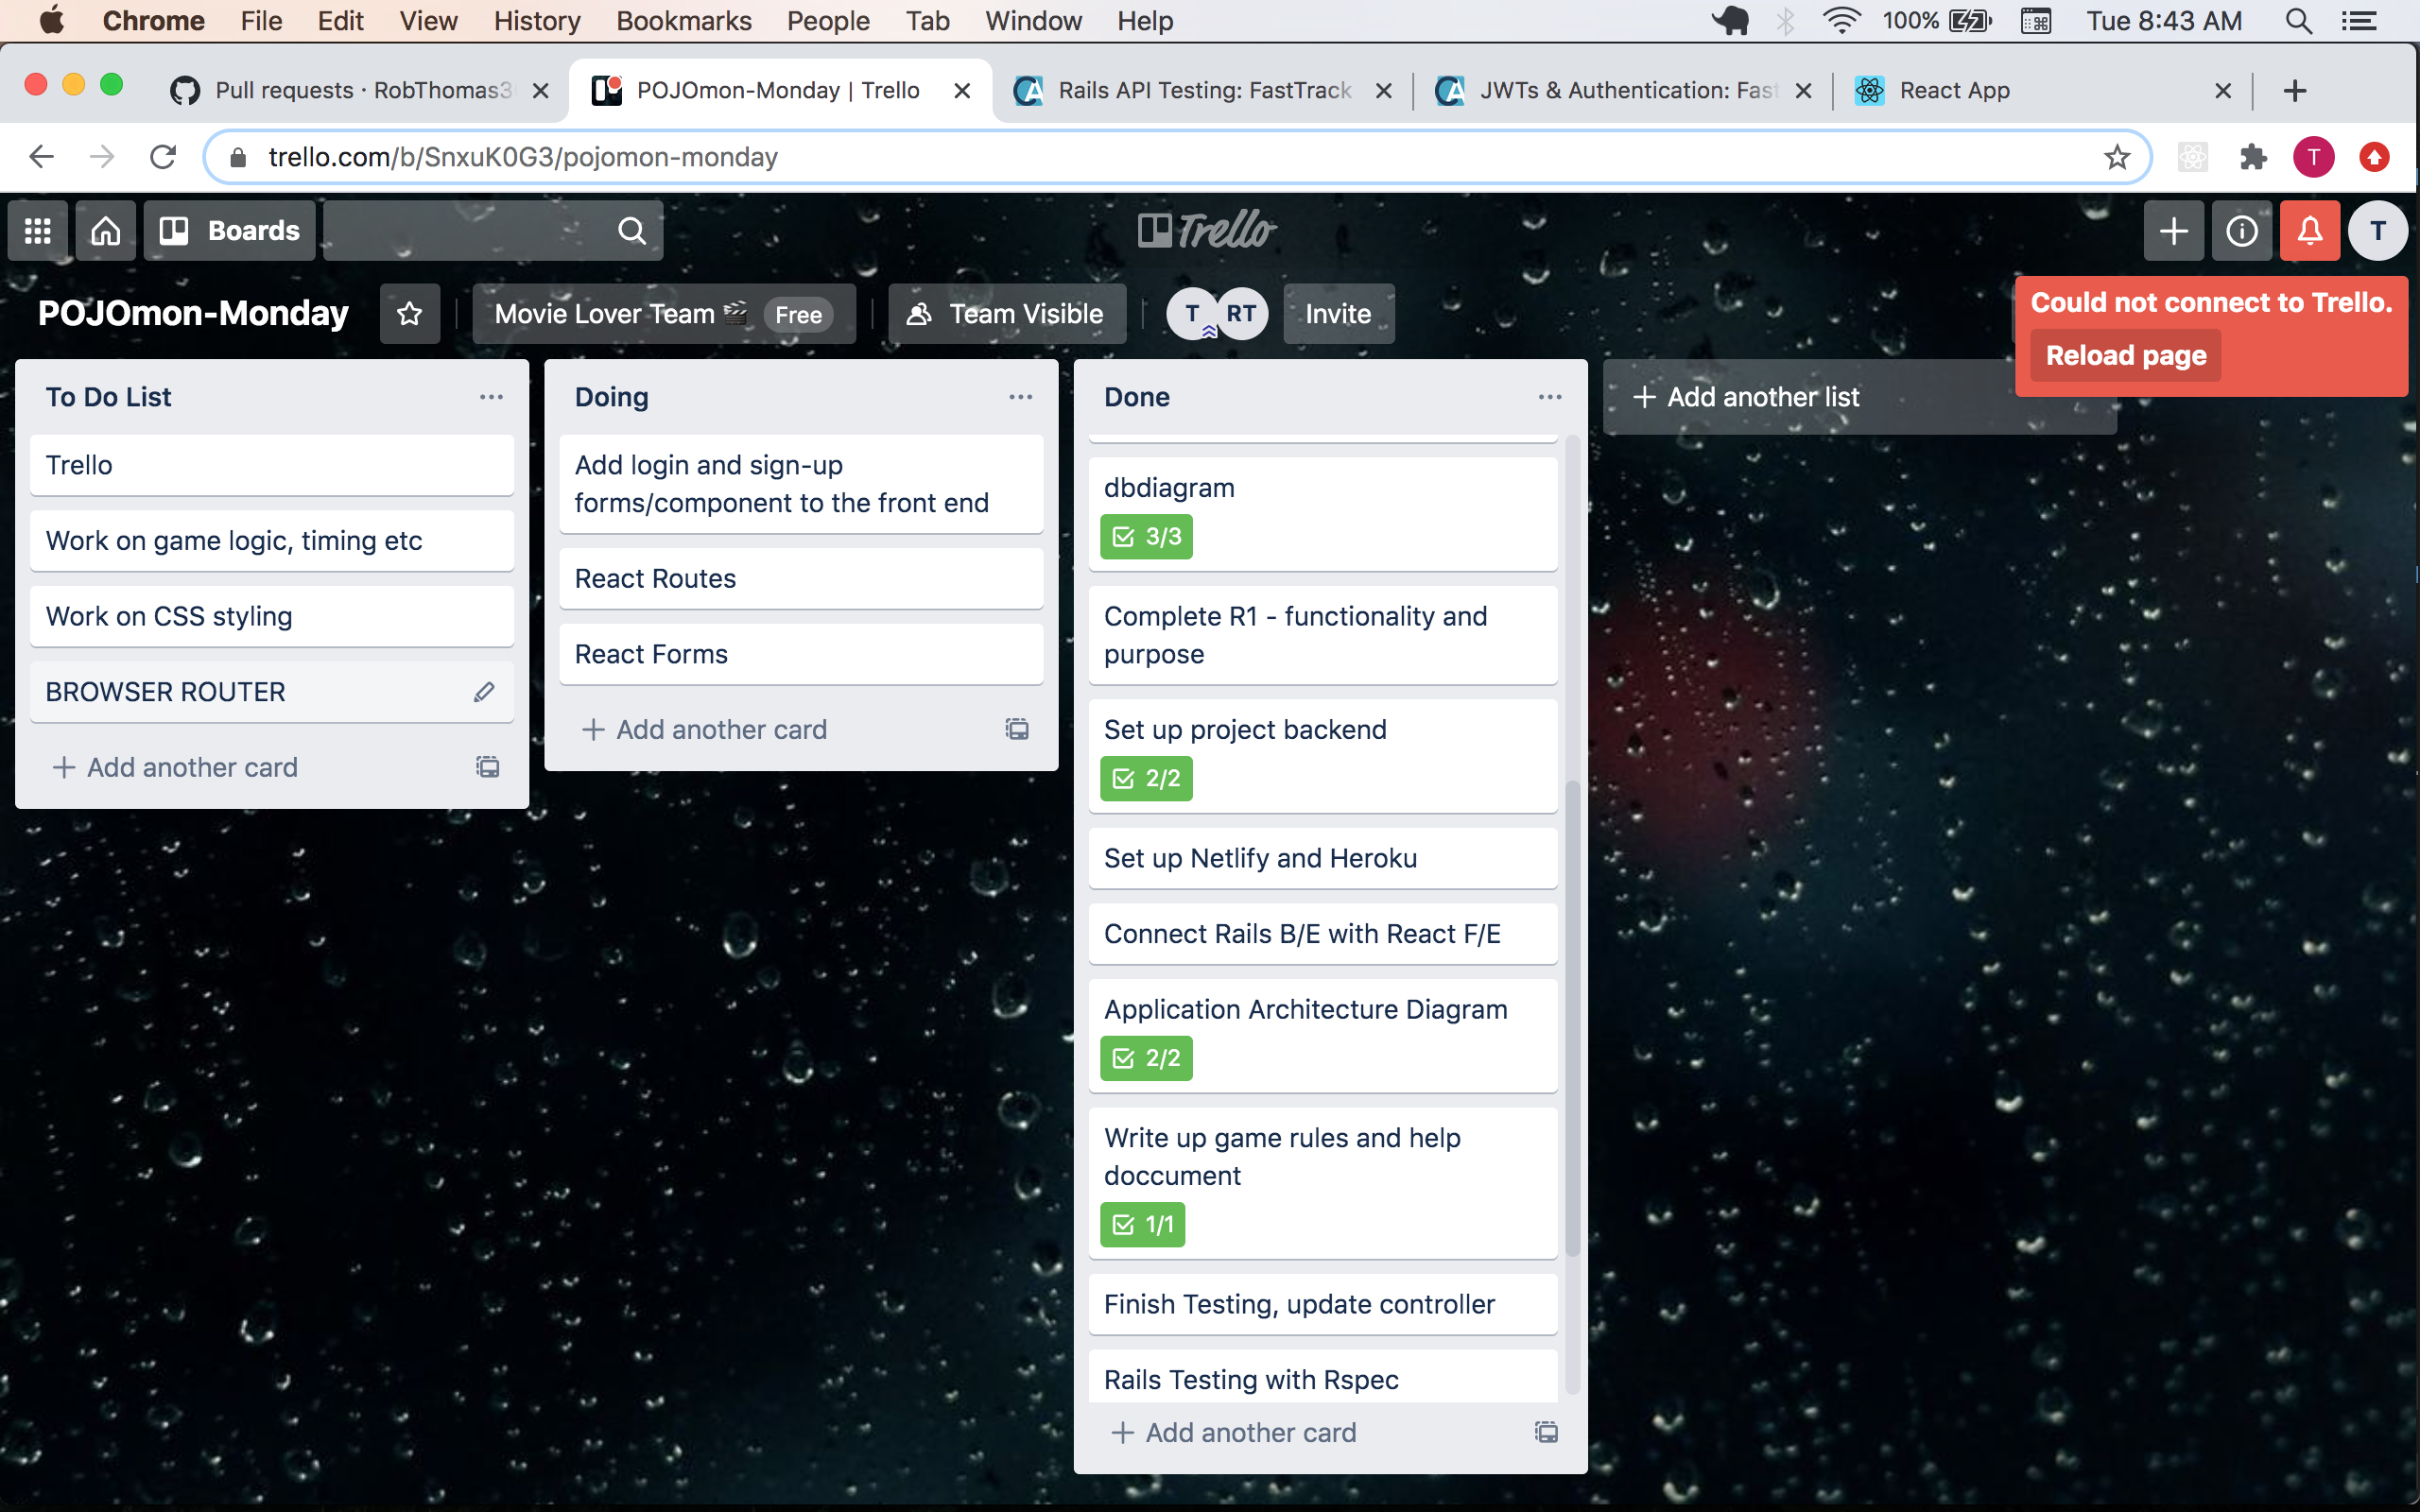 Chrome File Edit View History Bookmarks People Tab Window Help 100% Tue 8:43 AM
Pull requests · RobThomas3 POJOmon-Monday | Trello Rails API Testing: FastTrack JWTs & Authentication: Fast React App
trello.com/b/SnxuK0G3/pojomon-monday T
Boards Trello T
POJOmon-Monday Movie Lover Team Free Team Visible T RT Invite
Could not connect to Trello.
Reload page
To Do List
Trello
Work on game logic, timing etc
Work on CSS styling
BROWSER ROUTER
+ Add another card
Doing
Add login and sign-up
forms/component to the front end
React Routes
React Forms
+ Add another card
Done
dbdiagram
3/3
Complete R1 - functionality and
purpose
Set up project backend
2/2
Set up Netlify and Heroku
Connect Rails B/E with React F/E
Application Architecture Diagram
2/2
Write up game rules and help
doccument
1/1
Finish Testing, update controller
Rails Testing with Rspec
+ Add another card
+ Add another list